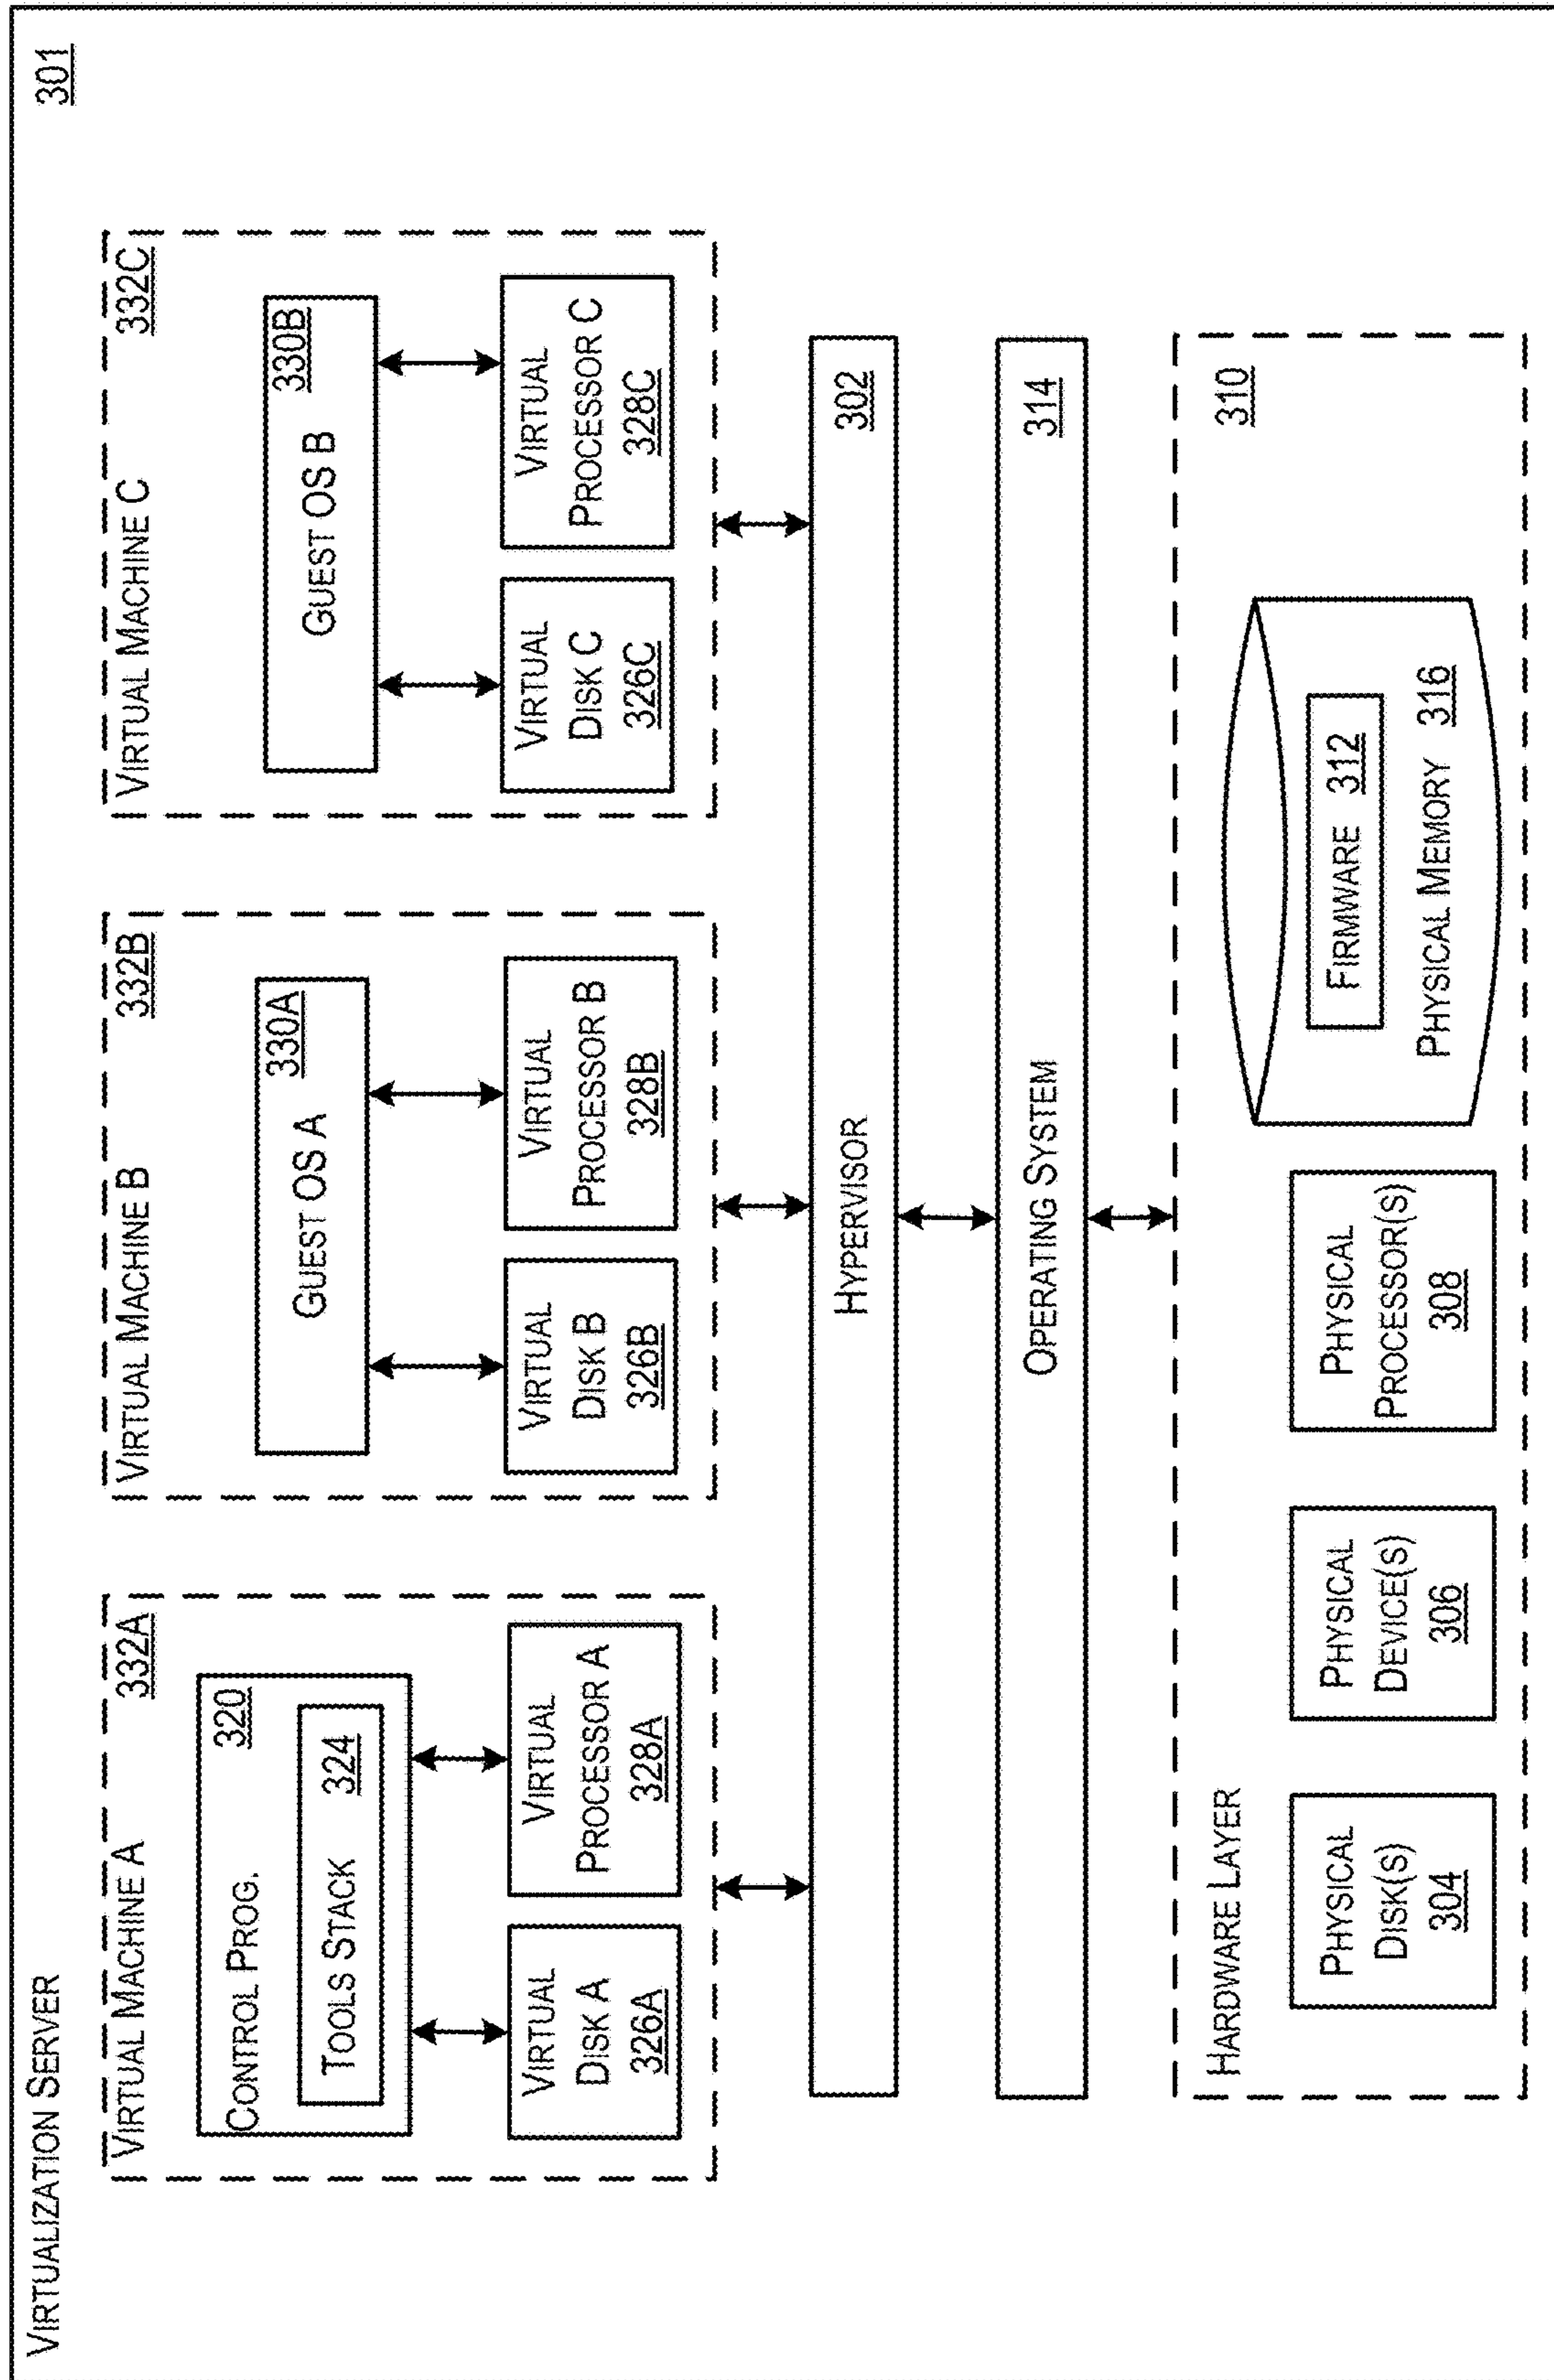 VIRTUALIZATION SERVER
301
VIRTUAL MACHINE A
332A
CONTROL PROG.
320
TOOLS STACK
324
VIRTUAL
DISK A
326A
VIRTUAL
PROCESSOR A
328A
VIRTUAL MACHINE B
332B
GUEST OS A
330A
VIRTUAL
DISK B
326B
VIRTUAL
PROCESSOR B
328B
VIRTUAL MACHINE C
332C
GUEST OS B
330B
VIRTUAL
DISK C
326C
VIRTUAL
PROCESSOR C
328C
HYPERVISOR
302
OPERATING SYSTEM
314
HARDWARE LAYER
310
PHYSICAL
DISK(S)
304
PHYSICAL
DEVICE(S)
306
PHYSICAL
PROCESSOR(S)
308
FIRMWARE 312
PHYSICAL MEMORY 316